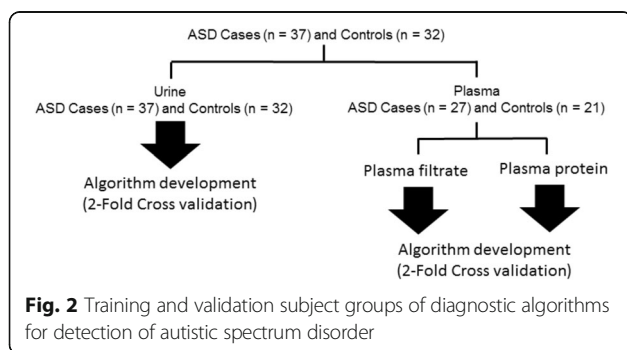 ASD Cases (n = 37) and Controls (n = 32)
Urine
ASD Cases (n = 37) and Controls (n = 32)
Algorithm development
(2-Fold Cross validation)
Plasma
ASD Cases (n = 27) and Controls (n = 21)
Plasma filtrate
Plasma protein
Algorithm development
(2-Fold Cross validation)
Fig. 2 Training and validation subject groups of diagnostic algorithms
for detection of autistic spectrum disorder